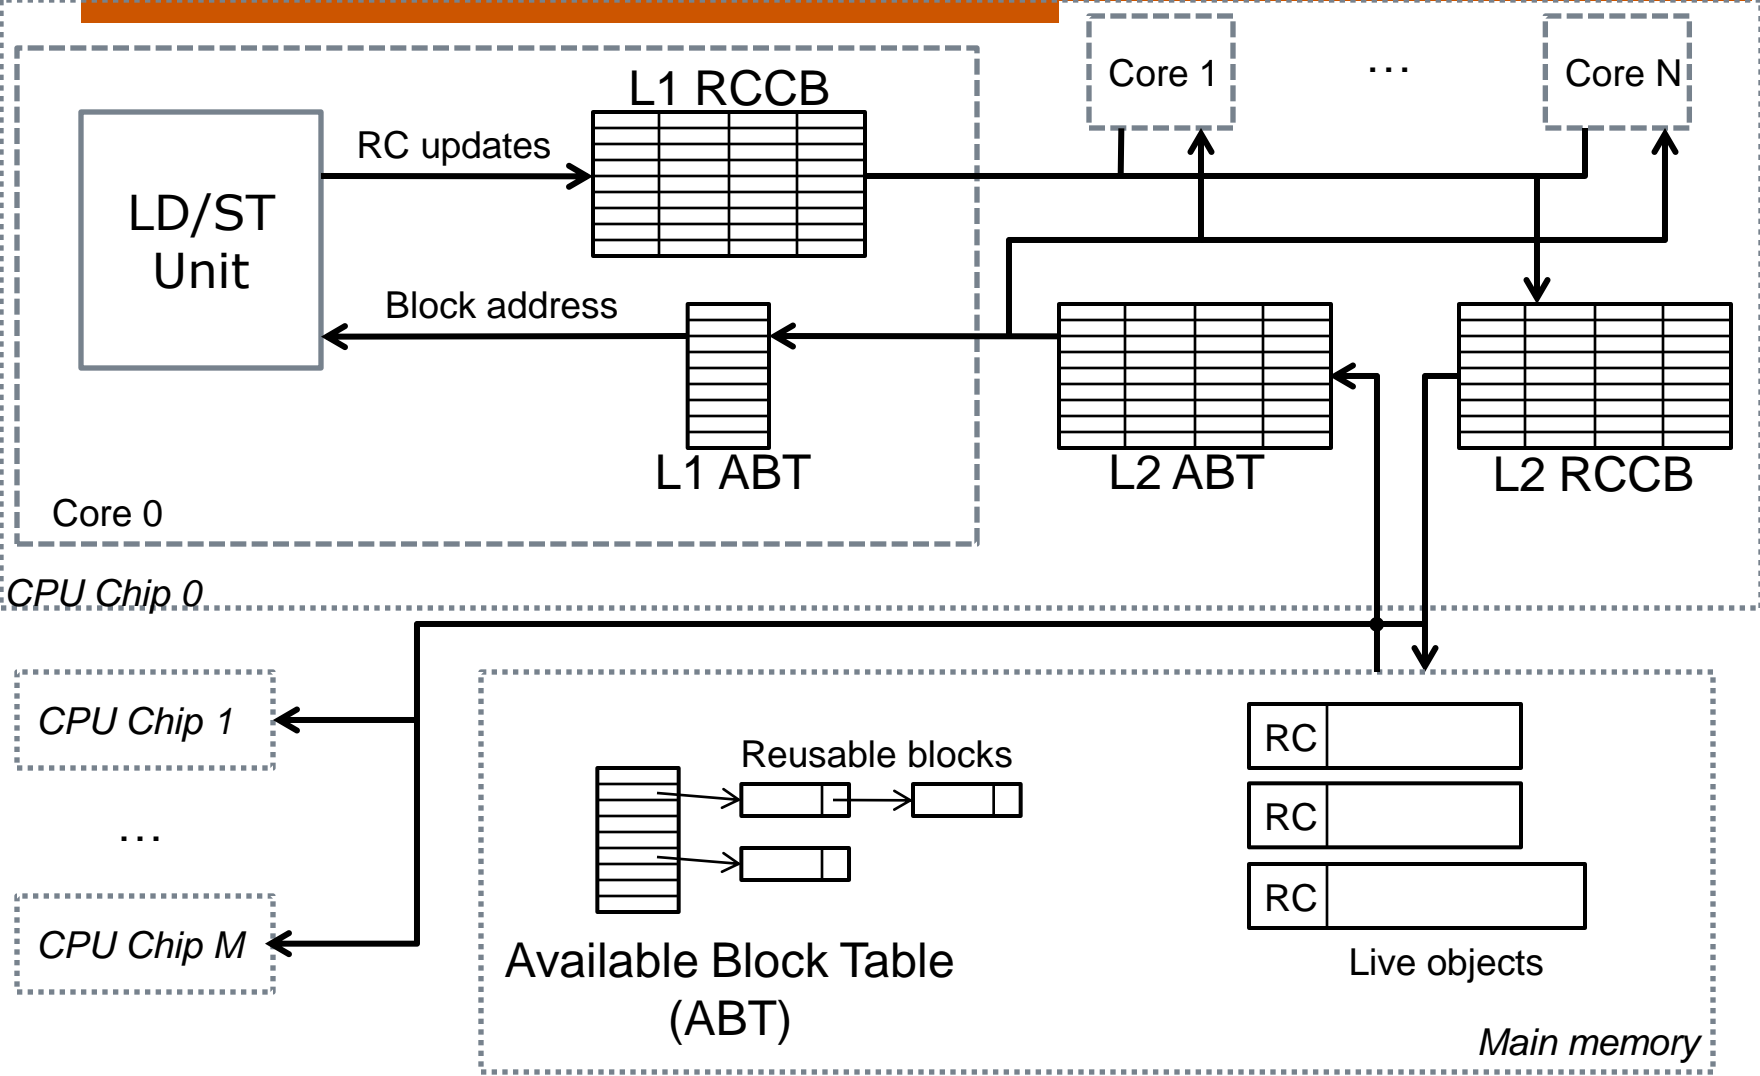 L1 RCCB
Core 1
...
Core N
RC updates
LD/ST
Unit
Block address
L1 ABT
L2 ABT
L2 RCCB
Core 0
CPU Chip 0
CPU Chip 1
...
CPU Chip M
Reusable blocks
RC
RC
RC
Available Block Table
(ABT)
Live objects
Main memory